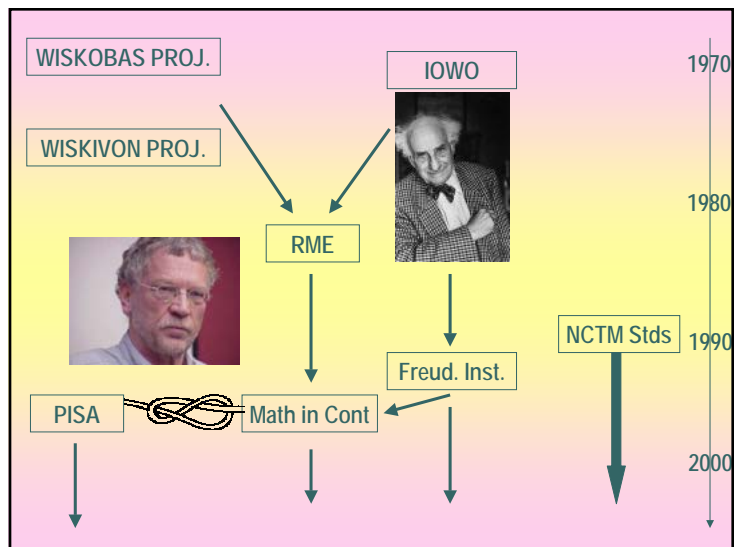 WISKOBAS PROJ.
IOWO
1970
WISKIVON PROJ.
1980
RME
NCTM Stds
1990
Freud. Inst.
PISA
Math in Cont
2000